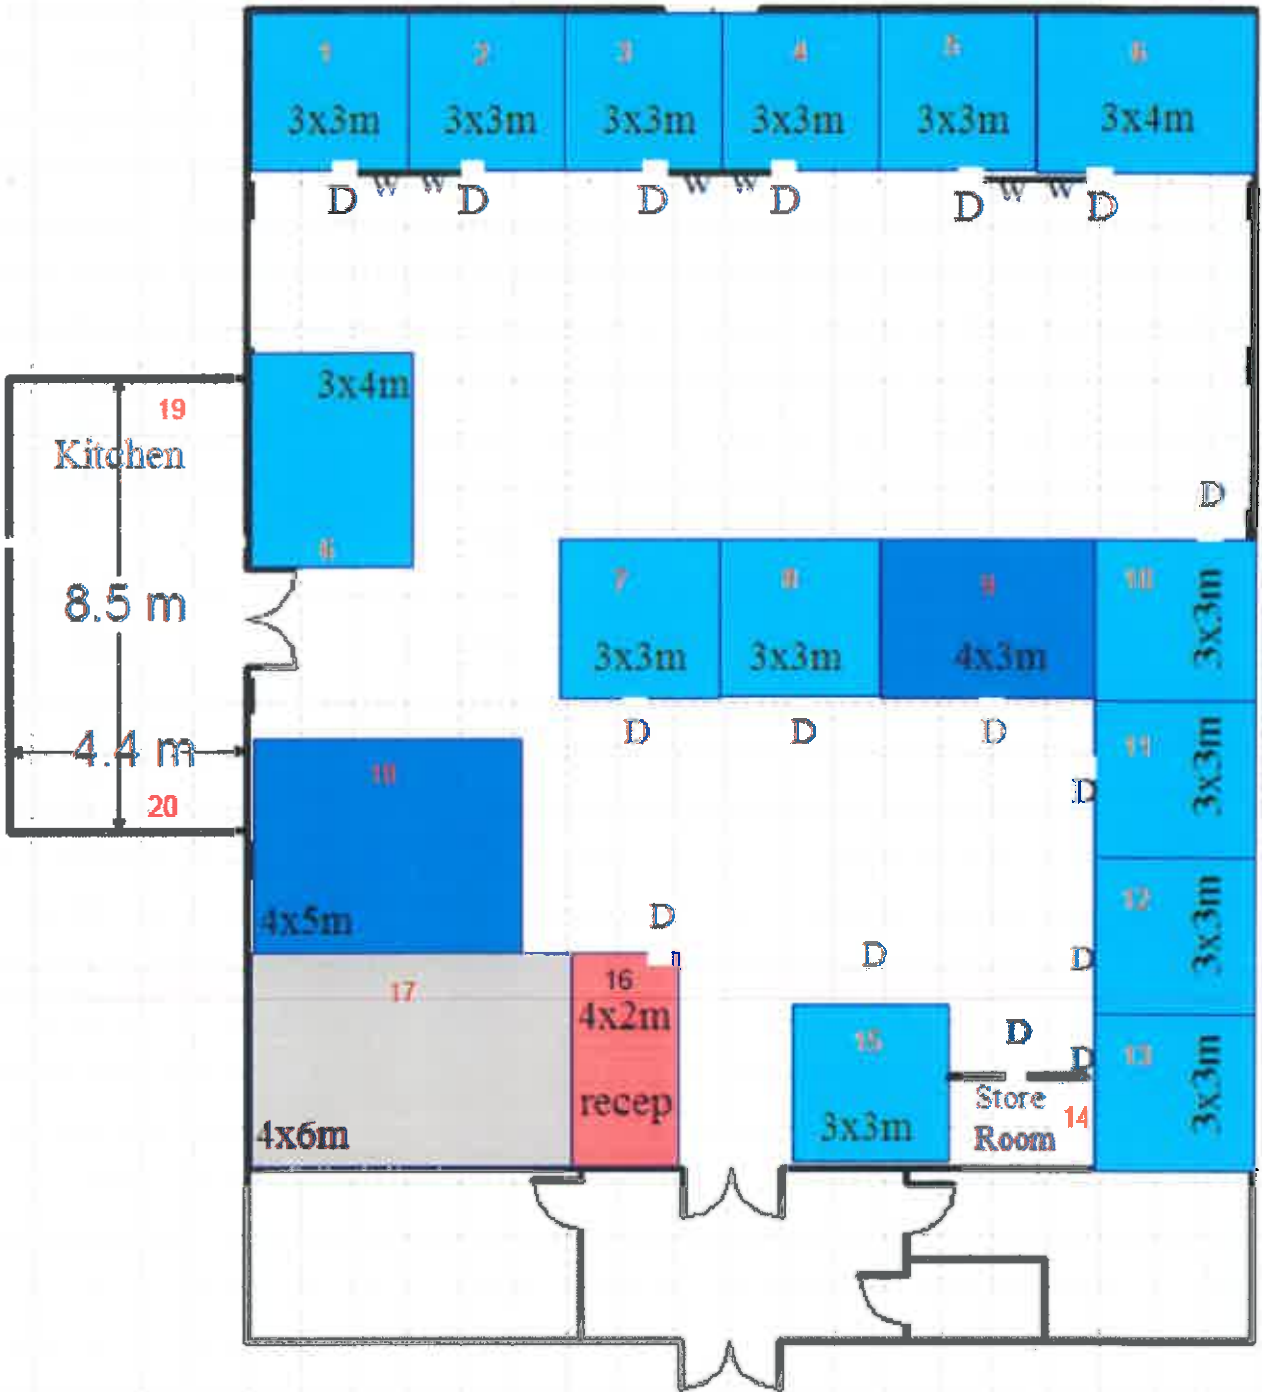 1 2 3 4 5 6
3x3m 3x3m 3x3m 3x3m 3x3m 3x4m
D W W D D W W D D W W D
3x4m
19
Kitchen
D
6
7 8 9 10
8.5 m
3x3m 3x3m 4x3m 3x3m
D D D
4.4 m
11
3x3m
D
20
4x5m
12
3x3m
D
D
D
17
16
4x2m
recep
4x6m
15
3x3m
D
D
13
3x3m
Store
Room
14